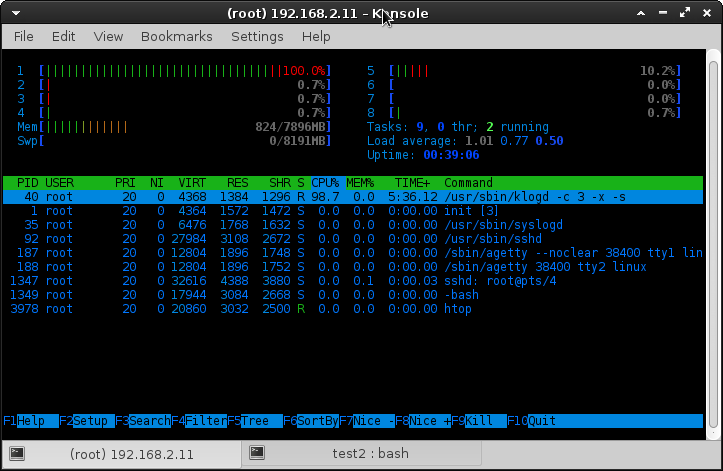 (root) 192.168.2.11 – Konsole
File Edit View Bookmarks Settings Help
1 [||||||||||||||||||||||||||||||||||100.0%] 5 [||||| 10.2%]
2 [| 0.7%] 6 [ 0.0%]
3 [| 0.7%] 7 [ 0.0%]
4 [| 0.7%] 8 [| 0.7%]
Mem[||||||||||||| 824/7896MB] Tasks: 9, 0 thr; 2 running
Swp[ 0/8191MB] Load average: 1.01 0.77 0.50
Uptime: 00:39:06
PID USER PRI NI VIRT RES SHR S CPU% MEM% TIME+ Command
40 root 20 0 4368 1384 1296 R 98.7 0.0 5:36.12 /usr/sbin/klogd -c 3 -x -s
1 root 20 0 4364 1572 1472 S 0.0 0.0 0:00.00 init [3]
35 root 20 0 6476 1768 1632 S 0.0 0.0 0:00.00 /usr/sbin/syslogd
92 root 20 0 27984 3108 2672 S 0.0 0.0 0:00.00 /usr/sbin/sshd
187 root 20 0 12804 1896 1748 S 0.0 0.0 0:00.00 /sbin/agetty --noclear 38400 tty1 lin
188 root 20 0 12804 1896 1752 S 0.0 0.0 0:00.00 /sbin/agetty 38400 tty2 linux
1347 root 20 0 32616 4388 3880 S 0.0 0.1 0:00.03 sshd: root@pts/4
1349 root 20 0 17944 3084 2668 S 0.0 0.0 0:00.00 -bash
3978 root 20 0 20860 3032 2500 R 0.0 0.0 0:00.00 htop
F1Help F2Setup F3SearchF4FilterF5Tree F6SortByF7Nice -F8Nice +F9Kill F10Quit
(root) 192.168.2.11 test2 : bash